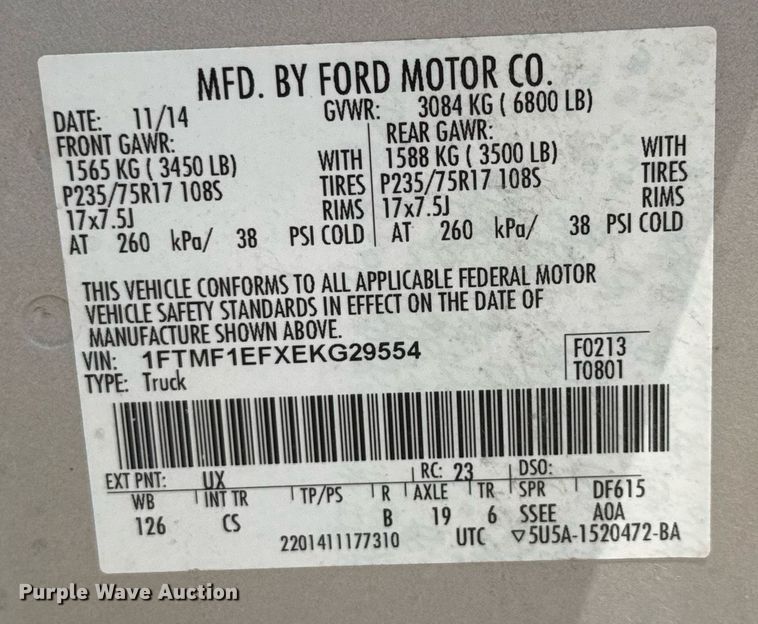 MFD. BY FORD MOTOR CO.
DATE: 11/14 GVWR: 3084 KG ( 6800 LB)
FRONT GAWR: REAR GAWR:
1565 KG ( 3450 LB) WITH 1588 KG ( 3500 LB) WITH
P235/75R17 108S TIRES P235/75R17 108S TIRES
17x7.5J RIMS 17x7.5J RIMS
AT 260 kPa/ 38 PSI COLD AT 260 kPa/ 38 PSI COLD
THIS VEHICLE CONFORMS TO ALL APPLICABLE FEDERAL MOTOR
VEHICLE SAFETY STANDARDS IN EFFECT ON THE DATE OF
MANUFACTURE SHOWN ABOVE.
VIN: 1FTMF1EFXEKG29554 F0213
TYPE: Truck T0801
EXT PNT: UX RC: 23 DSO:
WB INT TR TP/PS R AXLE TR SPR DF615
126 CS B 19 6 SSEE A0A
2201411177310 UTC ▽5U5A-1520472-BA
Purple Wave Auction